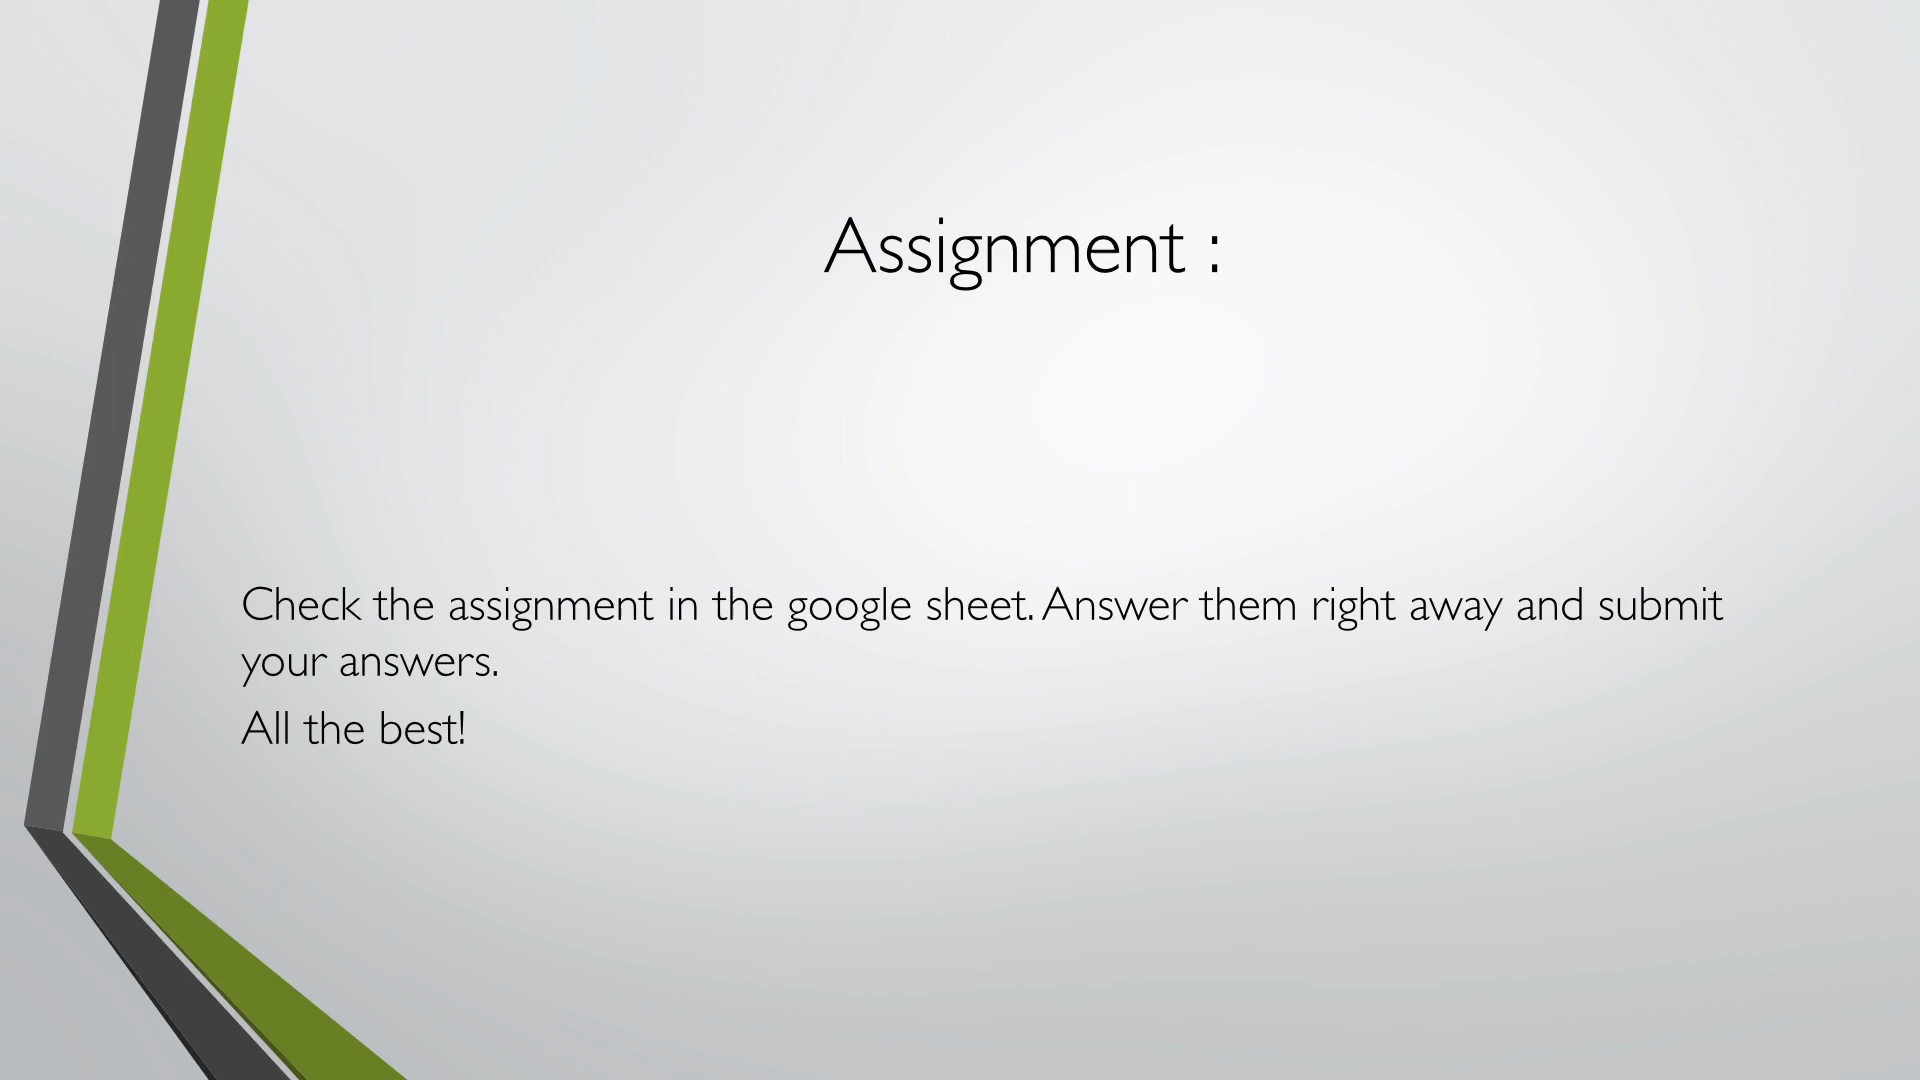 Assignment :
Check the assignment in the google sheet. Answer them right away and submit
your answers.
All the best!